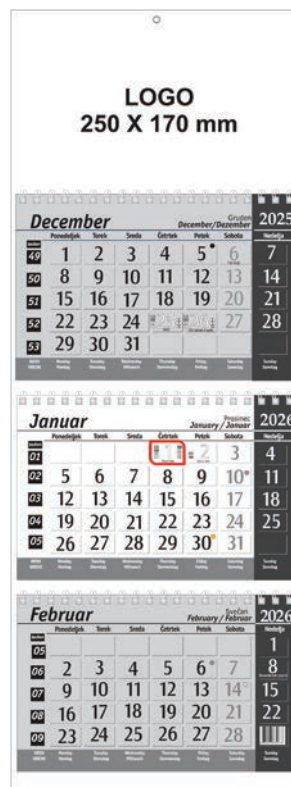 LOGO
250 X 170 mm
December
Gruden
December/Dezember
2025
Ponedeljek Torek Sreda Četrtek Petek Sobota Nedelja
49 1 2 3 4 5 6 7
50 8 9 10 11 12 13 14
51 15 16 17 18 19 20 21
52 22 23 24 25 26 27 28
53 29 30 31
Januar
Prosinec
January / Januar
2026
Ponedeljek Torek Sreda Četrtek Petek Sobota Nedelja
01 1 2 3 4
02 5 6 7 8 9 10 11
03 12 13 14 15 16 17 18
04 19 20 21 22 23 24 25
05 26 27 28 29 30 31
Februar
Svečan
February / Februar
2026
Ponedeljek Torek Sreda Četrtek Petek Sobota Nedelja
05 1
06 2 3 4 5 6 7 8
07 9 10 11 12 13 14 15
08 16 17 18 19 20 21 22
09 23 24 25 26 27 28